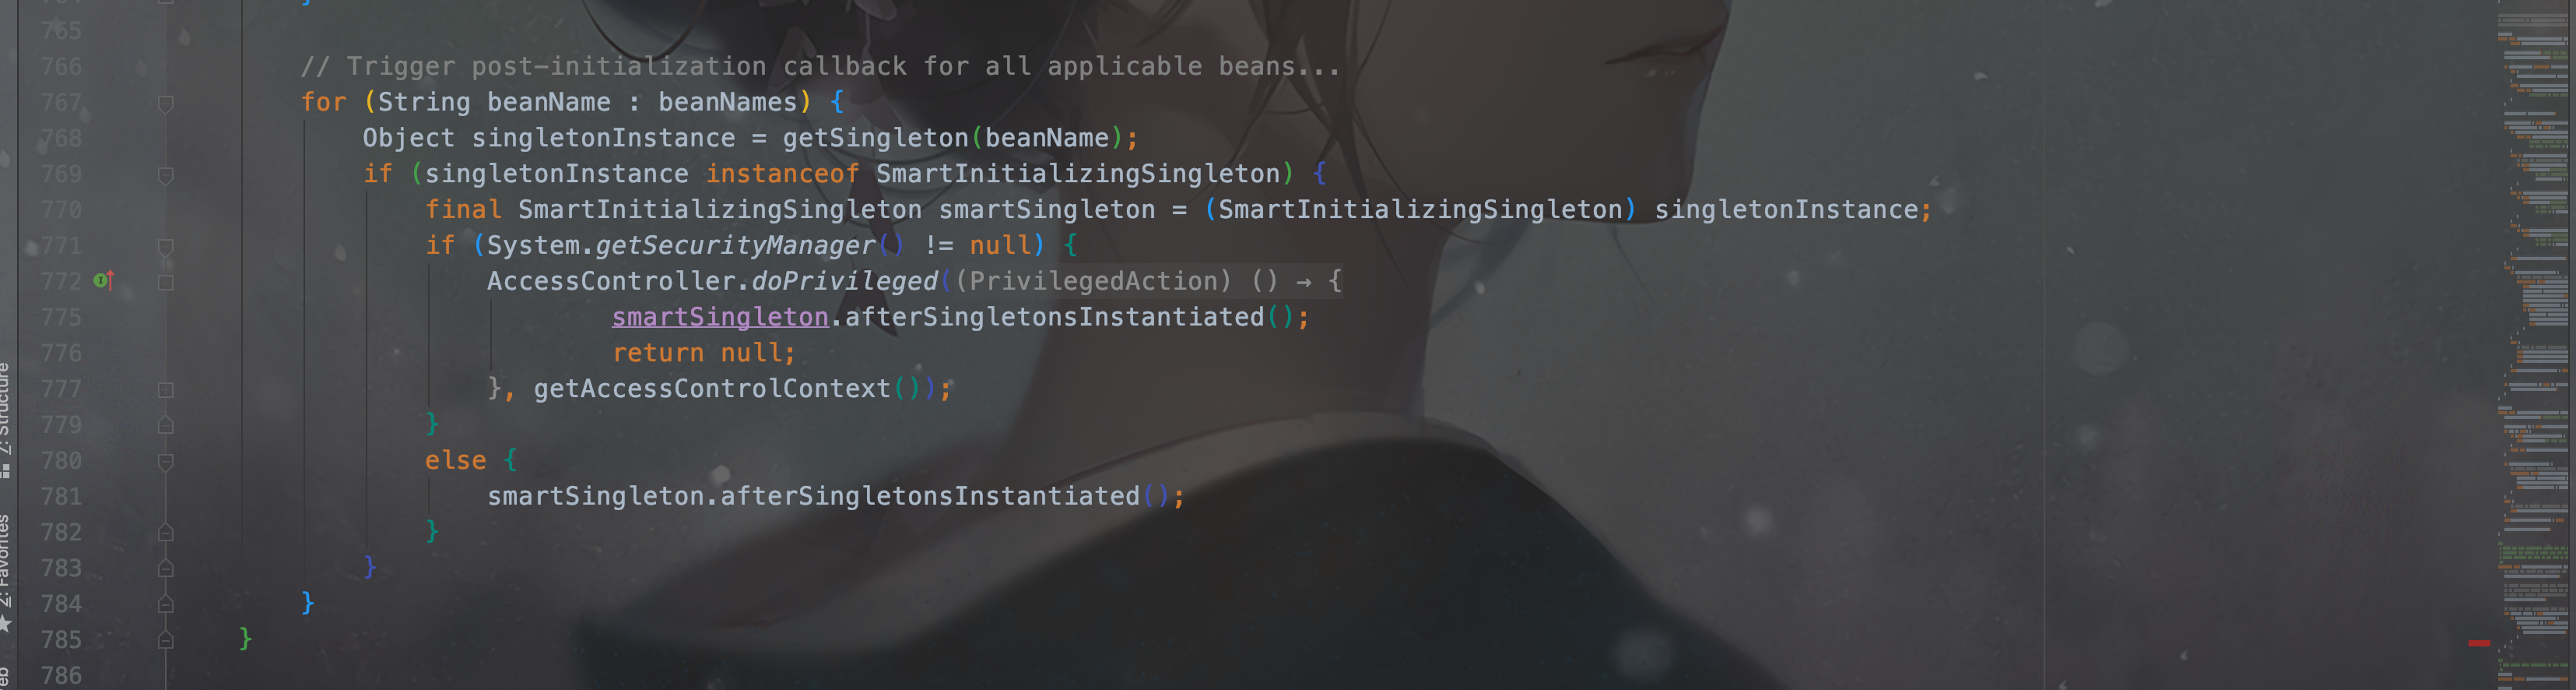 765
766 // Trigger post-initialization callback for all applicable beans...
767 for (String beanName : beanNames) {
768 Object singletonInstance = getSingleton(beanName);
769 if (singletonInstance instanceof SmartInitializingSingleton) {
770 final SmartInitializingSingleton smartSingleton = (SmartInitializingSingleton) singletonInstance;
771 if (System.getSecurityManager() != null) {
772 AccessController.doPrivileged((PrivilegedAction) () → {
775 smartSingleton.afterSingletonsInstantiated();
776 return null;
777 }, getAccessControlContext());
779 }
780 else {
781 smartSingleton.afterSingletonsInstantiated();
782 }
783 }
784 }
785 }
786
Z: Structure
2: Favorites